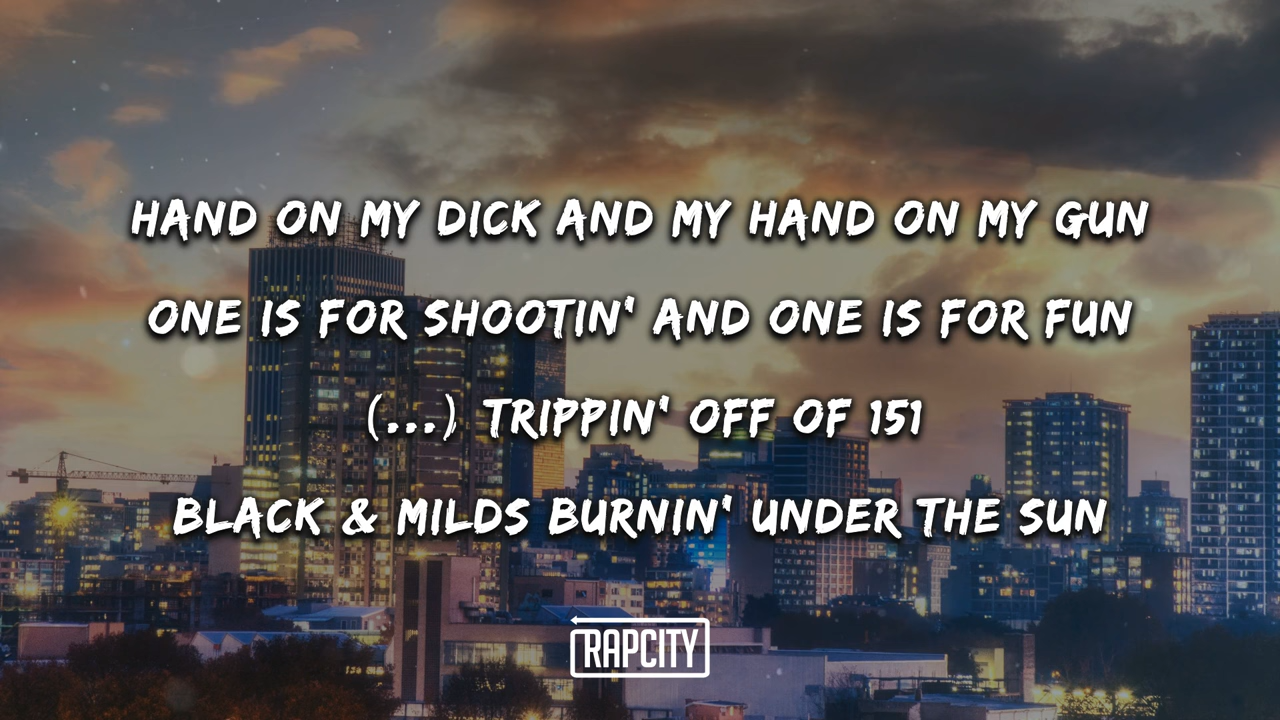 HAND ON MY DICK AND MY HAND ON MY GUN
ONE IS FOR SHOOTIN' AND ONE IS FOR FUN
(...) TRIPPIN' OFF OF 151
BLACK & MILDS BURNIN' UNDER THE SUN
RAPCITY